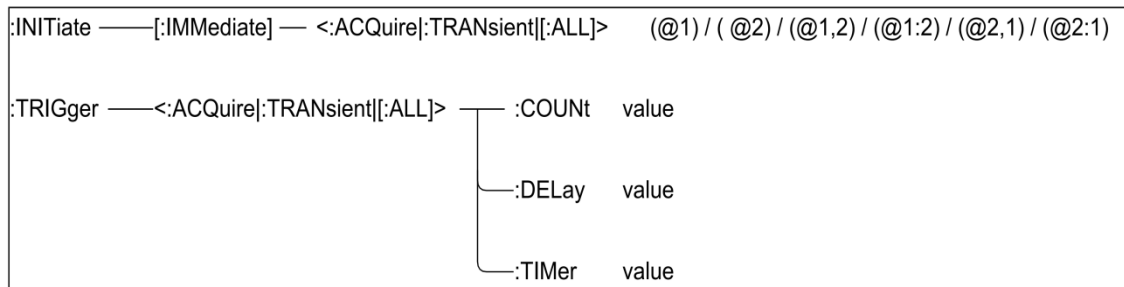 :INITiate [:IMMediate] <:ACQuire|:TRANsient|[:ALL]> (@1) / ( @2) / (@1,2) / (@1:2) / (@2,1) / (@2:1)
:TRIGger <:ACQuire|:TRANsient|[:ALL]> :COUNt value
:DELay value
:TIMer value